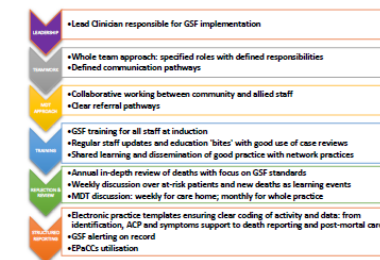 LEADERSHIP
•Lead Clinician responsible for GSF implementation
TEAMWORK
•Whole team approach: specified roles with defined responsibilities
•Defined communication pathways
MDT
APPROACH
•Collaborative working between community and allied staff
•Clear referral pathways
TRAINING
•GSF training for all staff at induction
•Regular staff updates and education 'bites' with good use of case reviews
•Shared learning and dissemination of good practice with network practices
REFLECTION &
REVIEW
•Annual in-depth review of deaths with focus on GSF standards
•Weekly discussion over at-risk patients and new deaths as learning events
•MDT discussion: weekly for care home; monthly for whole practice
STRUCTURED
REPORTING
•Electronic practice templates ensuring clear coding of activity and data: from
identification, ACP and symptoms support to death reporting and post-mortal care
•GSF alerting on record
•EPaCCs utilisation